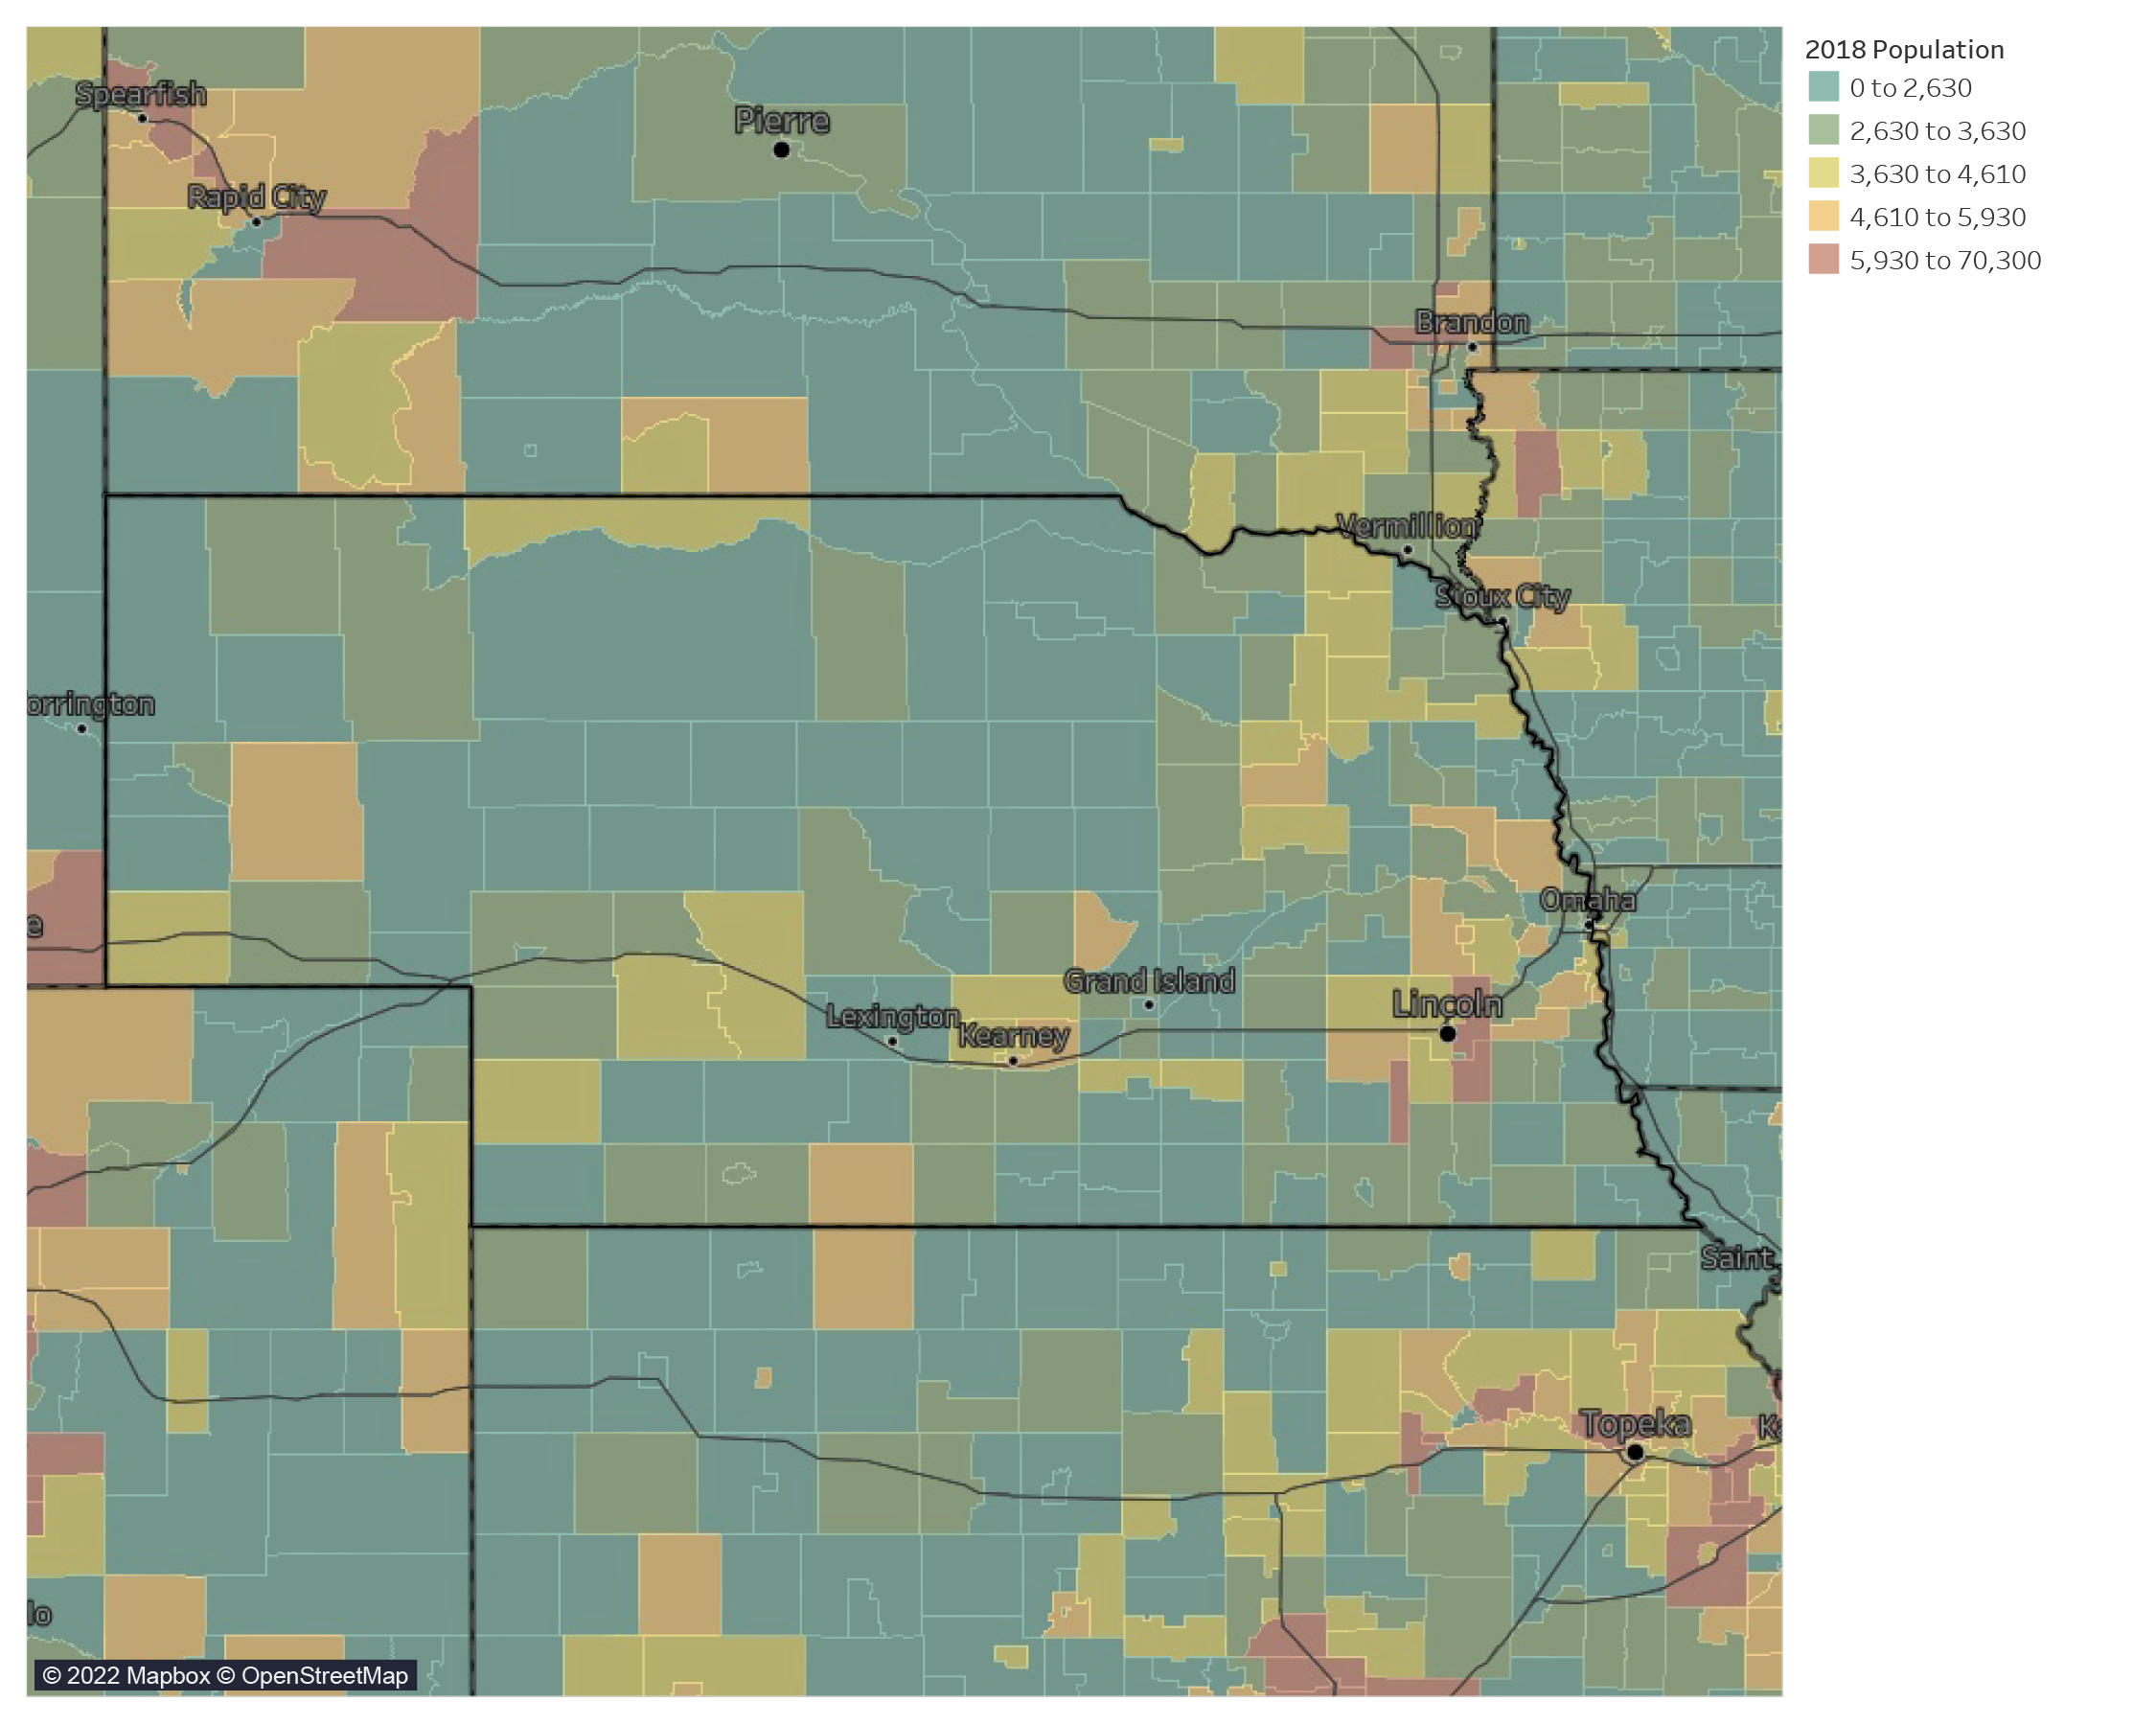 2018 Population
0 to 2,630
2,630 to 3,630
3,630 to 4,610
4,610 to 5,930
5,930 to 70,300
Spearfish
Pierre
Rapid City
Brandon
Vermillion
Sioux City
orrington
Omaha
e
Grand Island
Lincoln
Lexington
Kearney
Saint
Topeka
Ka
lo
© 2022 Mapbox © OpenStreetMap